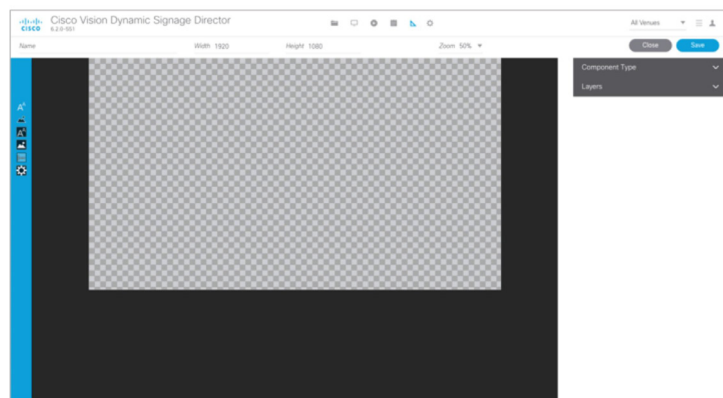 CISCO
Cisco Vision Dynamic Signage Director
6.2.0-551
All Venues
Name
Width 1920
Height 1080
Zoom 50%
Close
Save
Component Type
Layers